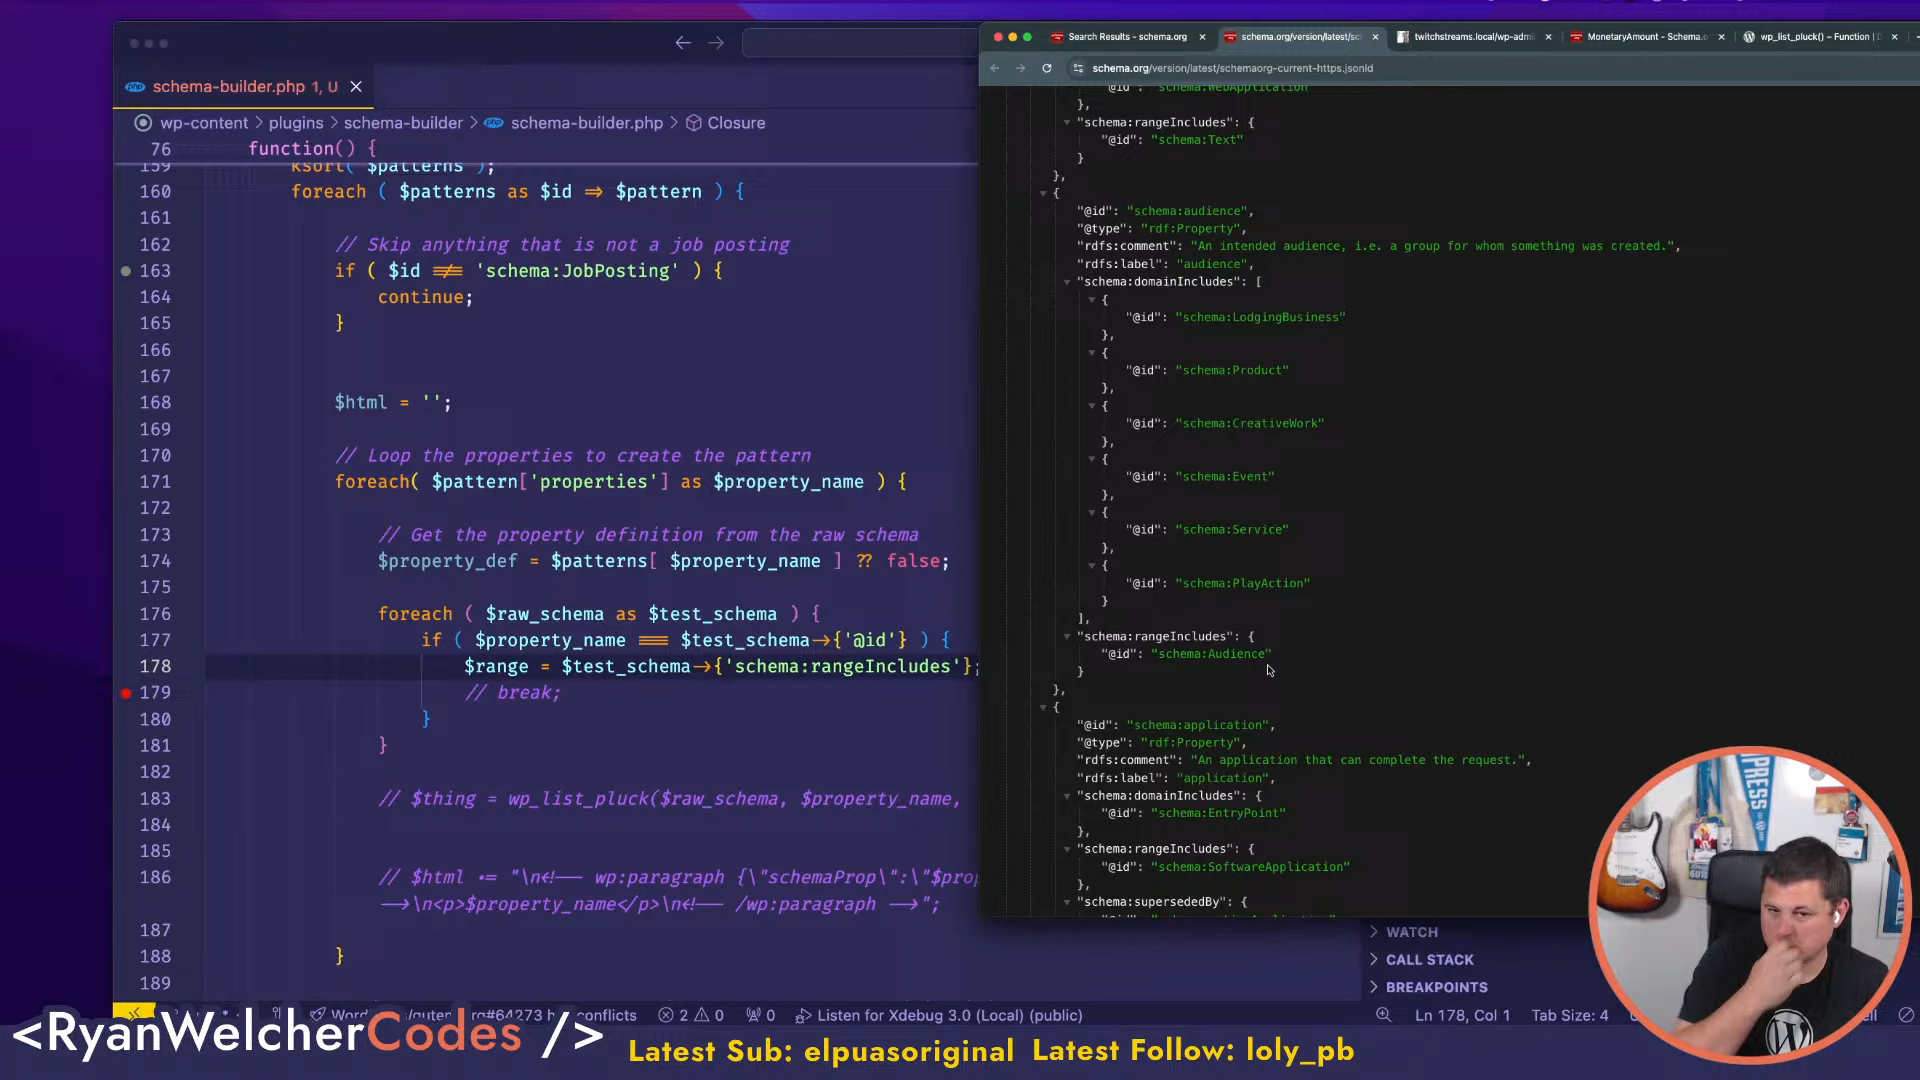 schema-builder.php 1, U
wp-content > plugins > schema-builder > schema-builder.php > Closure
76 function() {
159 ksort( $patterns );
160 foreach ( $patterns as $id => $pattern ) {
161
162 // Skip anything that is not a job posting
163 if ( $id !== 'schema:JobPosting' ) {
164 continue;
165 }
166
167
168 $html = '';
169
170 // Loop the properties to create the pattern
171 foreach( $pattern['properties'] as $property_name ) {
172
173 // Get the property definition from the raw schema
174 $property_def = $patterns[ $property_name ] ?? false;
175
176 foreach ( $raw_schema as $test_schema ) {
177 if ( $property_name === $test_schema->{'@id'} ) {
178 $range = $test_schema->{'schema:rangeIncludes'};
179 // break;
180 }
181 }
182
183 // $thing = wp_list_pluck($raw_schema, $property_name,
184
185
186 // $html .= "\n<!-- wp:paragraph {\"schemaProp\":\"$prop
-->\n<p>$property_name</p>\n<!-- /wp:paragraph -->";
187
188 }
189
Search Results - schema.org
schema.org/version/latest/sc
twitchstreams.local/wp-admi
MonetaryAmount - Schema.o
wp_list_pluck() – Function | D
schema.org/version/latest/schemaorg-current-https.jsonld
"@id": "schema:WebApplication"
},
"schema:rangeIncludes": {
"@id": "schema:Text"
}
},
{
"@id": "schema:audience",
"@type": "rdf:Property",
"rdfs:comment": "An intended audience, i.e. a group for whom something was created.",
"rdfs:label": "audience",
"schema:domainIncludes": [
{
"@id": "schema:LodgingBusiness"
},
{
"@id": "schema:Product"
},
{
"@id": "schema:CreativeWork"
},
{
"@id": "schema:Event"
},
{
"@id": "schema:Service"
},
{
"@id": "schema:PlayAction"
}
],
"schema:rangeIncludes": {
"@id": "schema:Audience"
}
},
{
"@id": "schema:application",
"@type": "rdf:Property",
"rdfs:comment": "An application that can complete the request.",
"rdfs:label": "application",
"schema:domainIncludes": {
"@id": "schema:EntryPoint"
},
"schema:rangeIncludes": {
"@id": "schema:SoftwareApplication"
},
"schema:supersededBy": {
WATCH
CALL STACK
BREAKPOINTS
#64273 conflicts 2 0 0 Listen for Xdebug 3.0 (Local) (public)
Ln 178, Col 1 Tab Size: 4
<RyanWelcherCodes />
Latest Sub: elpuasoriginal Latest Follow: loly_pb